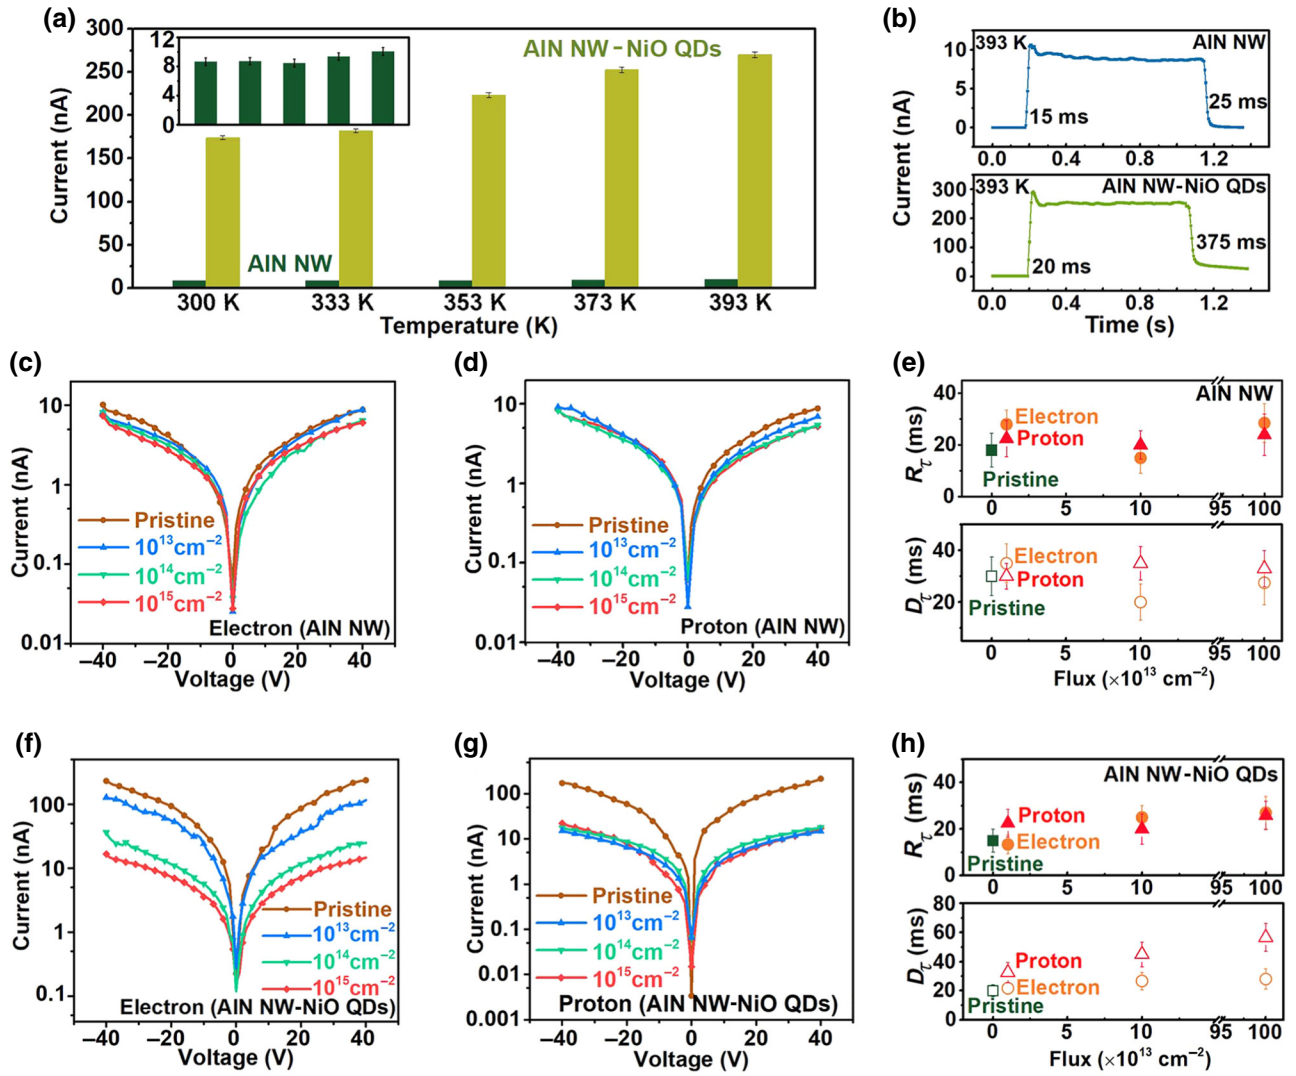 (a)
300
250
200
150
100
50
0
Current (nA)
12
8
4
0
AlN NW–NiO QDs
AlN NW
300 K 333 K 353 K 373 K 393 K
Temperature (K)
(b)
10
5
0
393 K
AlN NW
15 ms
25 ms
0.0 0.4 0.8 1.2
Current (nA)
300
200
100
0
393 K
AlN NW-NiO QDs
20 ms
375 ms
0.0 0.4 0.8 1.2
Time (s)
(c)
10
1
0.1
0.01
Current (nA)
Pristine
10¹³cm⁻²
10¹⁴cm⁻²
10¹⁵cm⁻²
Electron (AlN NW)
−40 −20 0 20 40
Voltage (V)
(d)
10
1
0.1
0.01
Current (nA)
Pristine
10¹³cm⁻²
10¹⁴cm⁻²
10¹⁵cm⁻²
Proton (AlN NW)
−40 −20 0 20 40
Voltage (V)
(e)
40
20
0
Rτ (ms)
AlN NW
Electron
Proton
Pristine
0 5 10 95 100
40
20
Dτ (ms)
Electron
Proton
Pristine
0 5 10 95 100
Flux (×10¹³ cm⁻²)
(f)
100
10
1
0.1
Current (nA)
Pristine
10¹³cm⁻²
10¹⁴cm⁻²
10¹⁵cm⁻²
Electron (AlN NW-NiO QDs)
−40 −20 0 20 40
Voltage (V)
(g)
100
10
1
0.1
0.01
0.001
Current (nA)
Pristine
10¹³cm⁻²
10¹⁴cm⁻²
10¹⁵cm⁻²
Proton (AlN NW-NiO QDs)
−40 −20 0 20 40
Voltage (V)
(h)
40
20
0
Rτ (ms)
AlN NW-NiO QDs
Proton
Electron
Pristine
0 5 10 95 100
80
60
40
20
0
Dτ (ms)
Proton
Electron
Pristine
0 5 10 95 100
Flux (×10¹³ cm⁻²)